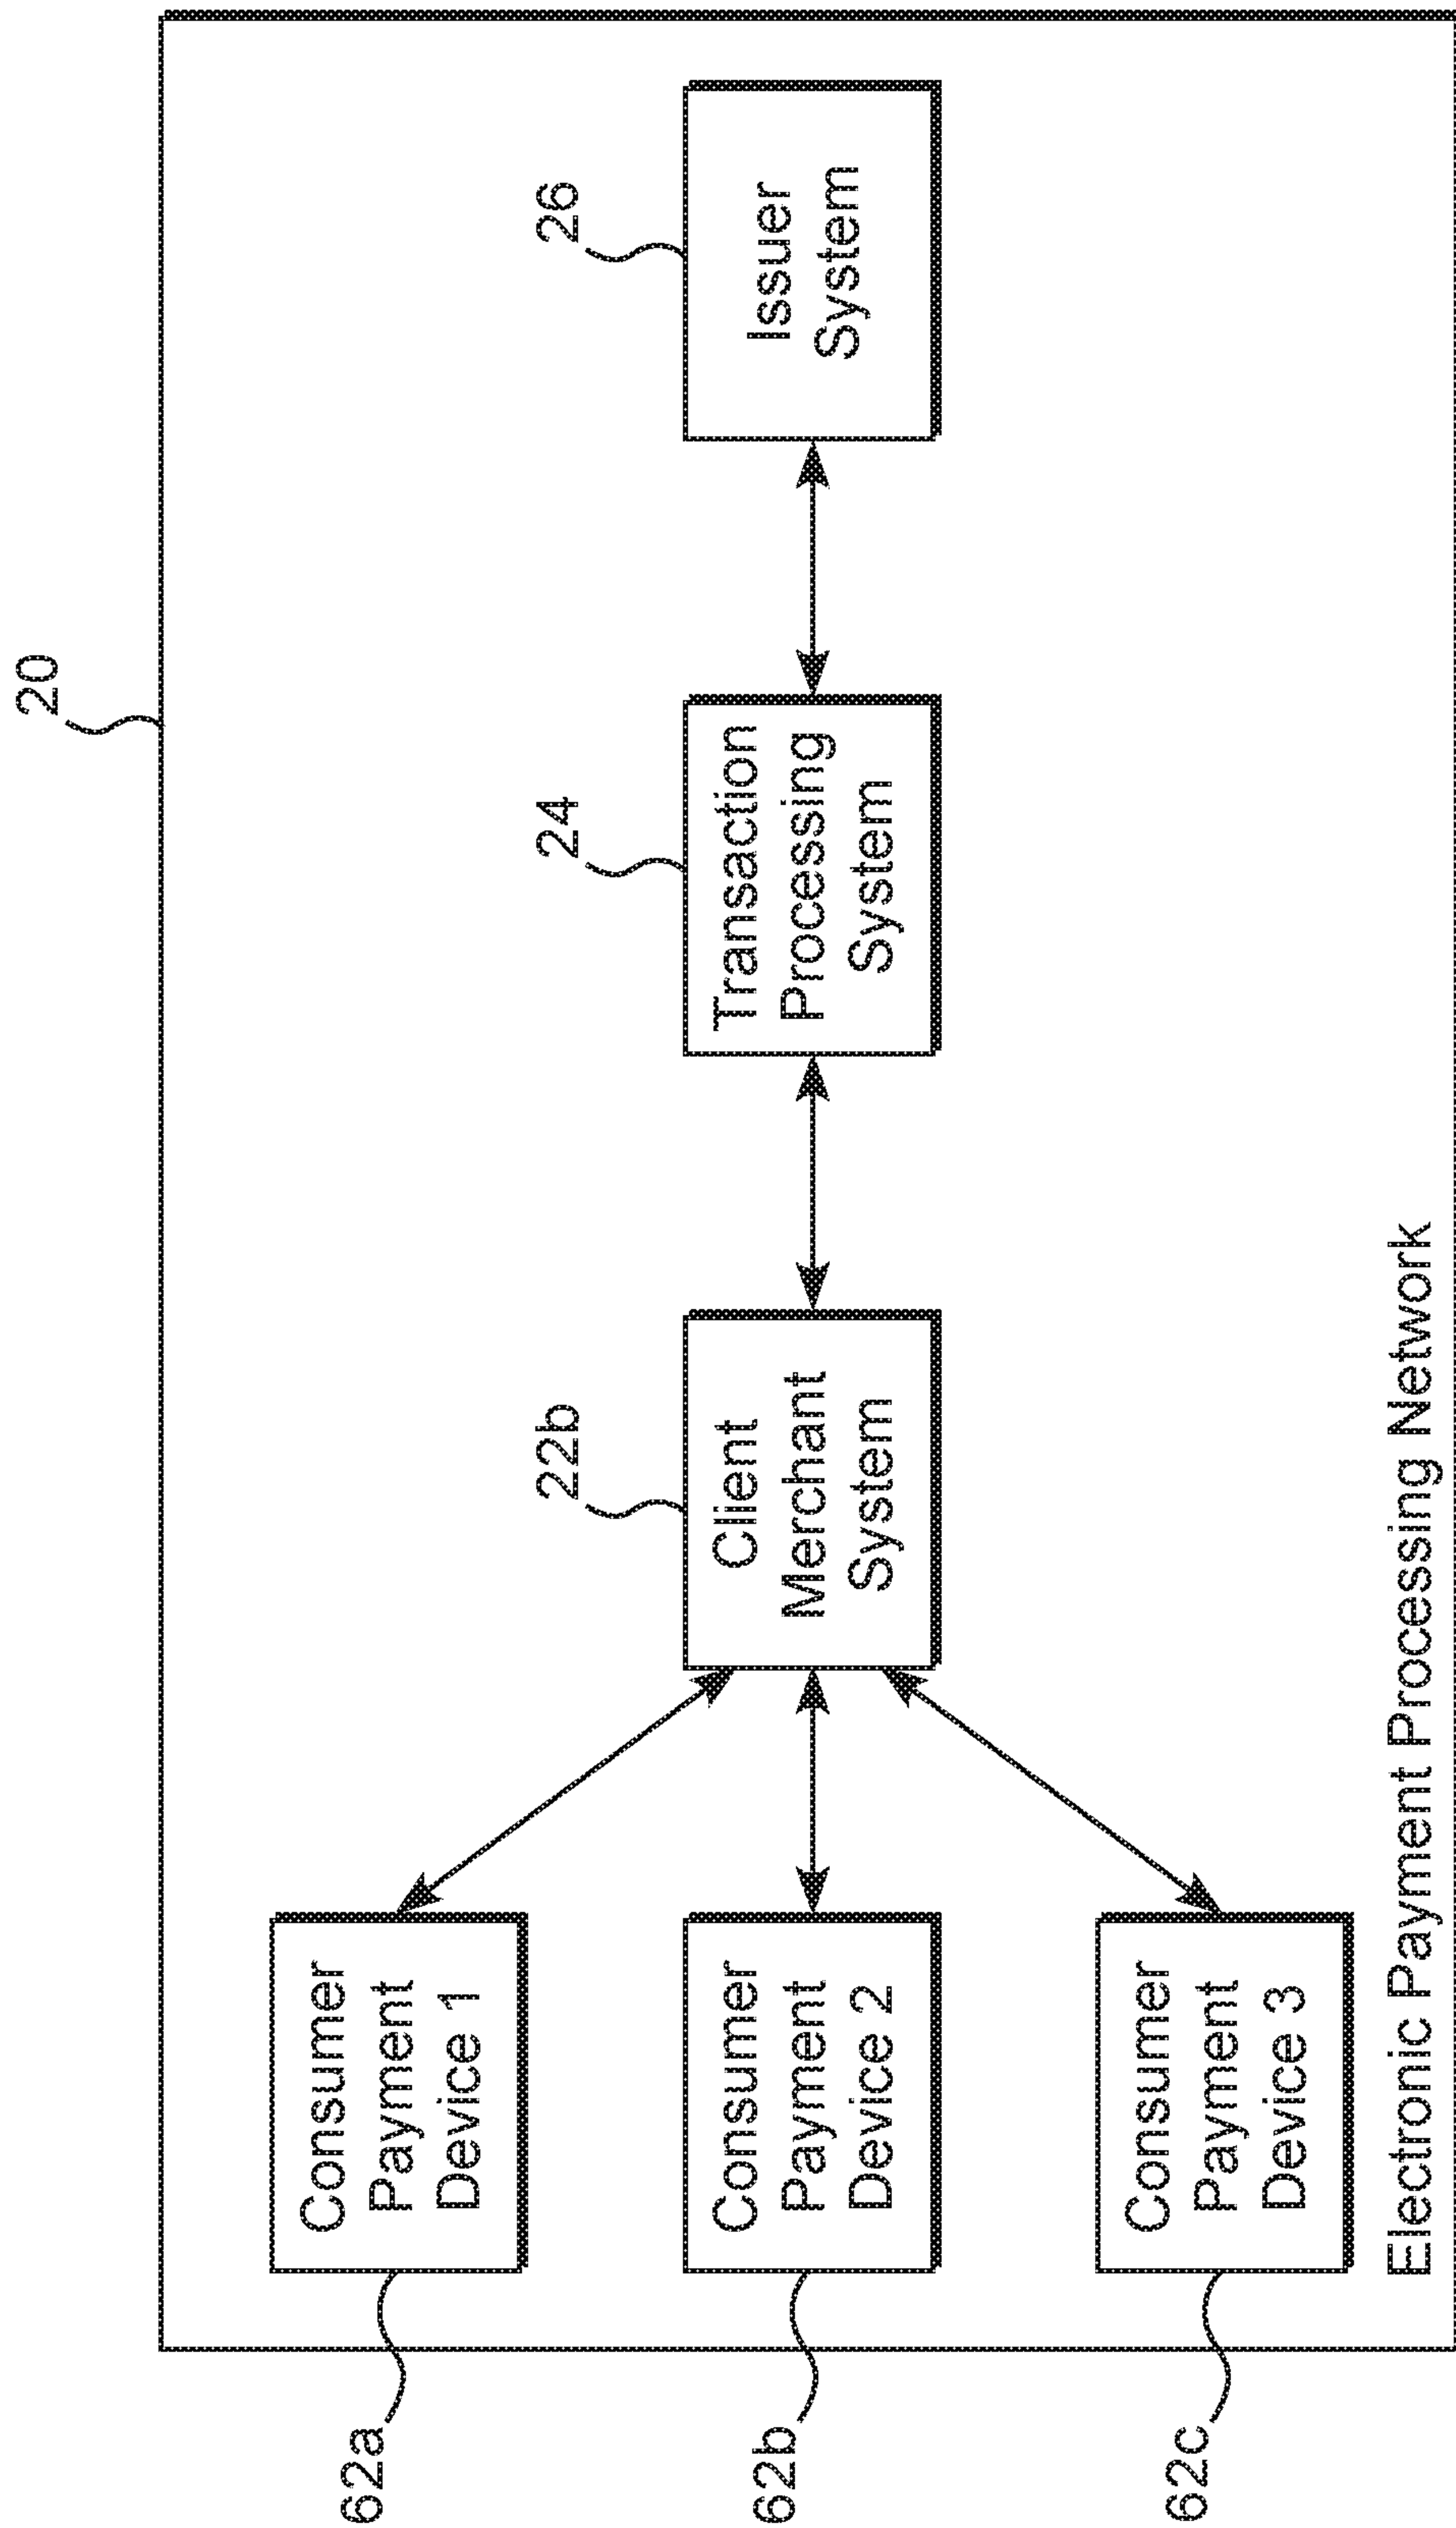 20
62a
Consumer
Payment
Device 1
62b
Consumer
Payment
Device 2
62c
Consumer
Payment
Device 3
22b
Client
Merchant
System
24
Transaction
Processing
System
26
Issuer
System
Electronic Payment Processing Network